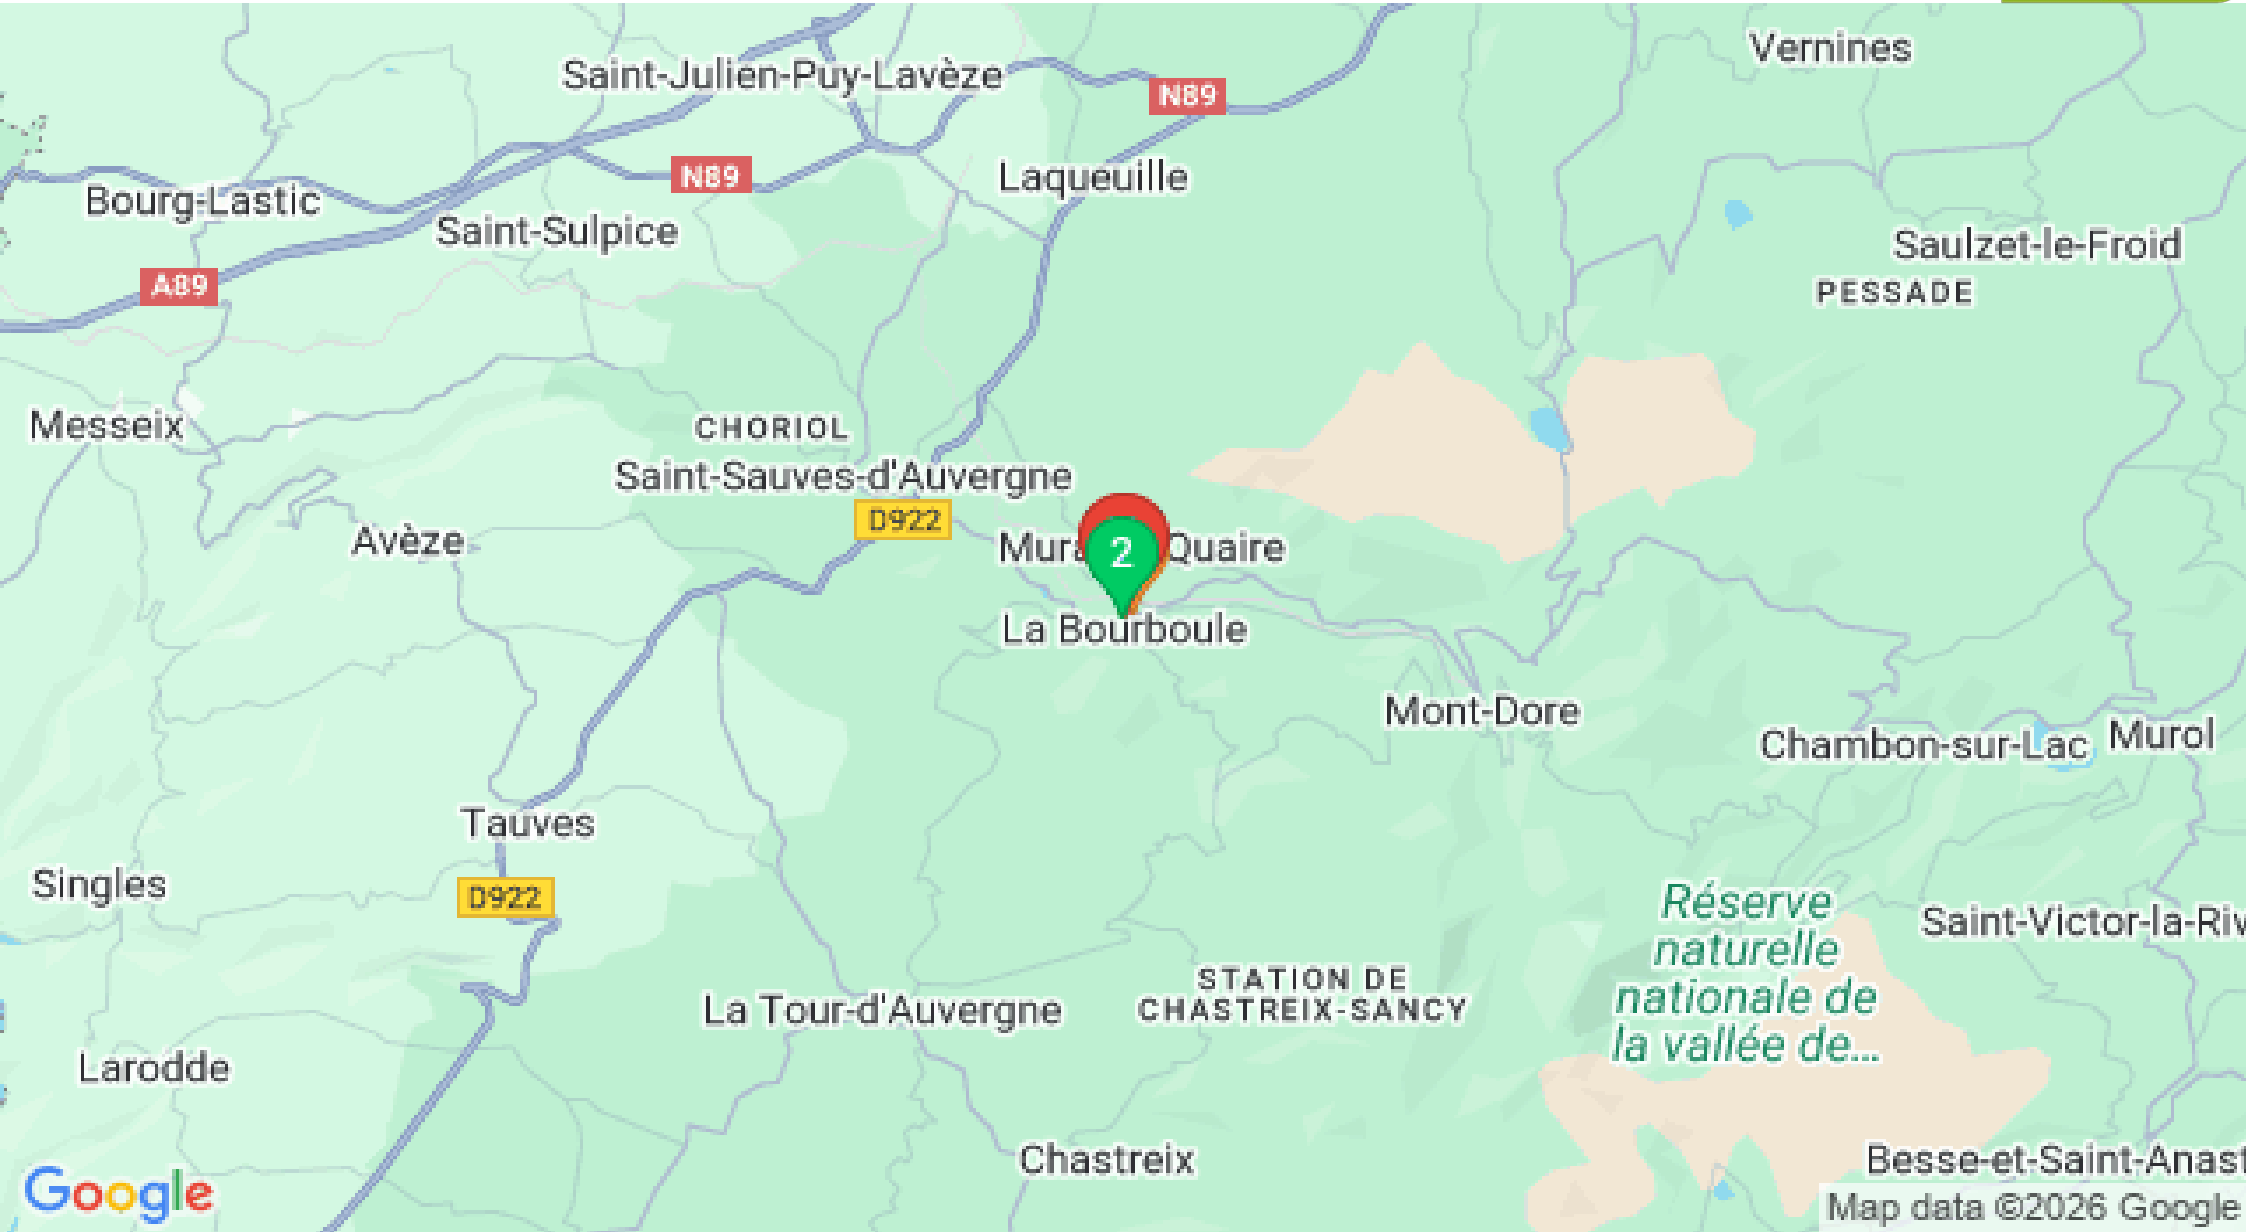 Vernines
Saint-Julien-Puy-Lavèze
N89
N89
Laqueuille
Bourg-Lastic
Saint-Sulpice
Saulzet-le-Froid
A89
PESSADE
Messeix
CHORIOL
Saint-Sauves-d'Auvergne
D922
Avèze
Quaire
2
La Bourboule
Mont-Dore
Chambon-sur-Lac
Murol
Tauves
Singles
D922
Réserve
naturelle
nationale de
la vallée de...
Saint-Victor-la-Riv
STATION DE
CHASTREIX-SANCY
La Tour-d'Auvergne
Larodde
Chastreix
Besse-et-Saint-Anast
Google
Map data ©2026 Google